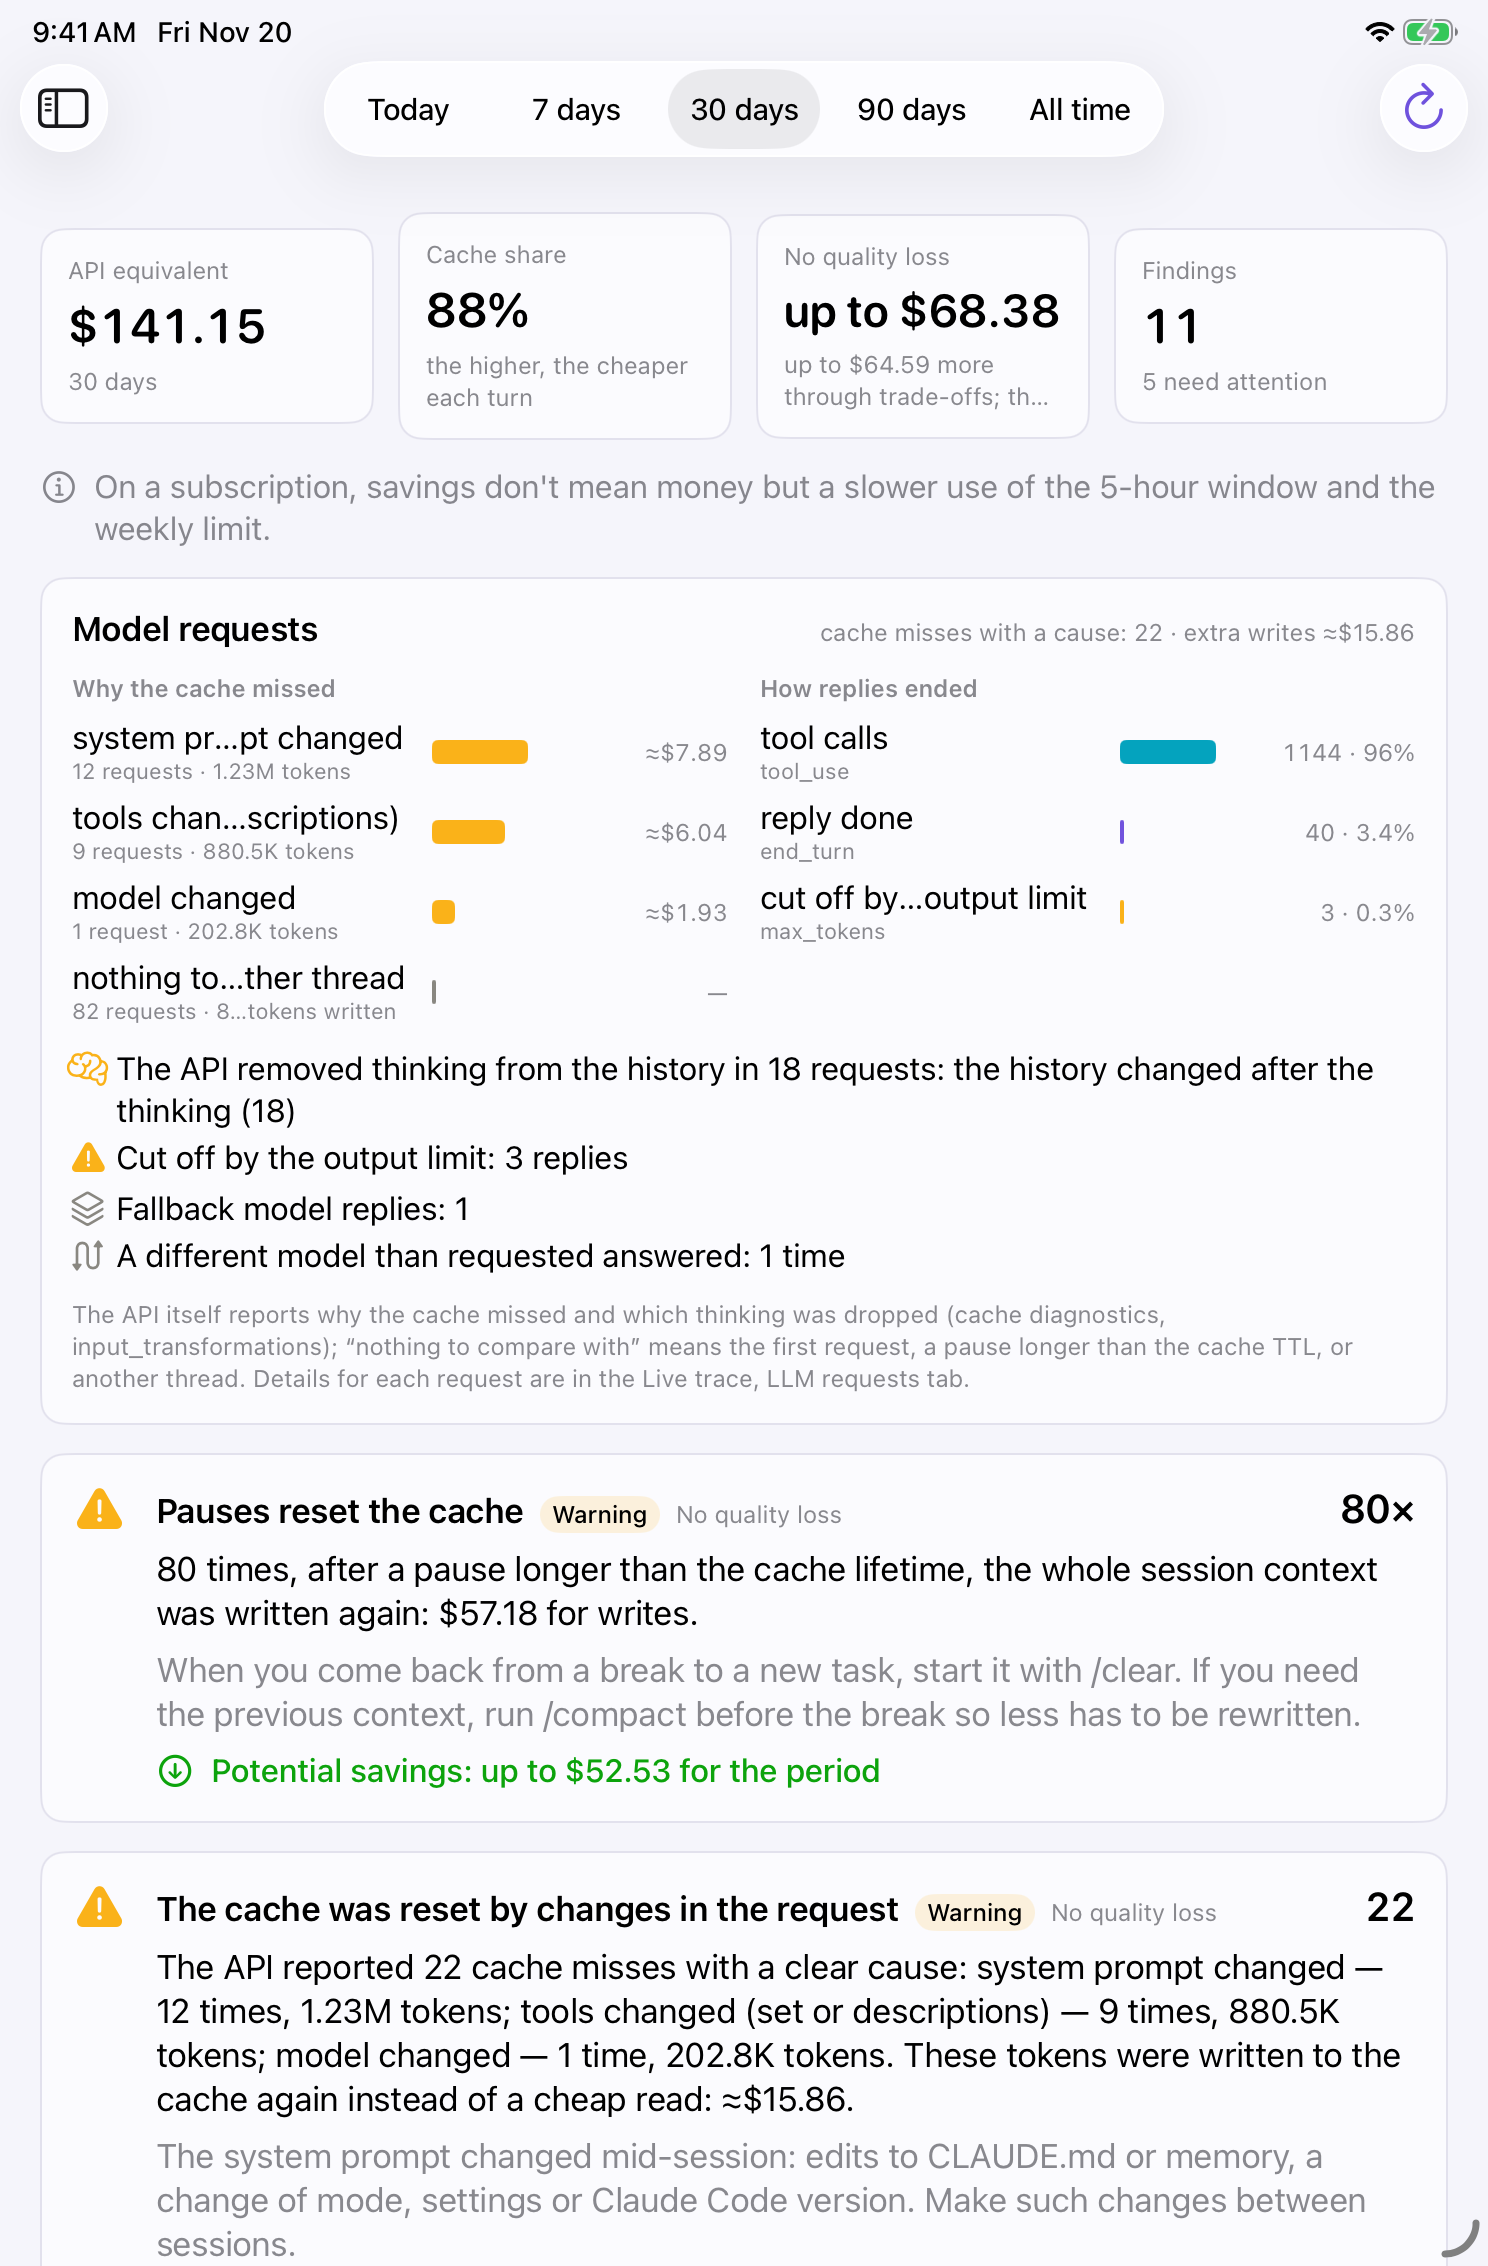 9:41 AM Fri Nov 20
Today 7 days 30 days 90 days All time
API equivalent
$141.15
30 days
Cache share
88%
the higher, the cheaper
each turn
No quality loss
up to $68.38
up to $64.59 more
through trade-offs; th...
Findings
11
5 need attention
On a subscription, savings don't mean money but a slower use of the 5-hour window and the
weekly limit.
Model requests
cache misses with a cause: 22 · extra writes ≈$15.86
Why the cache missed
system pr...pt changed
12 requests · 1.23M tokens
≈$7.89
tools chan...scriptions)
9 requests · 880.5K tokens
≈$6.04
model changed
1 request · 202.8K tokens
≈$1.93
nothing to...ther thread
82 requests · 8...tokens written
—
How replies ended
tool calls
tool_use
1144 · 96%
reply done
end_turn
40 · 3.4%
cut off by...output limit
max_tokens
3 · 0.3%
The API removed thinking from the history in 18 requests: the history changed after the
thinking (18)
Cut off by the output limit: 3 replies
Fallback model replies: 1
A different model than requested answered: 1 time
The API itself reports why the cache missed and which thinking was dropped (cache diagnostics,
input_transformations); “nothing to compare with” means the first request, a pause longer than the cache TTL, or
another thread. Details for each request are in the Live trace, LLM requests tab.
Pauses reset the cache Warning No quality loss 80×
80 times, after a pause longer than the cache lifetime, the whole session context
was written again: $57.18 for writes.
When you come back from a break to a new task, start it with /clear. If you need
the previous context, run /compact before the break so less has to be rewritten.
Potential savings: up to $52.53 for the period
The cache was reset by changes in the request Warning No quality loss 22
The API reported 22 cache misses with a clear cause: system prompt changed —
12 times, 1.23M tokens; tools changed (set or descriptions) — 9 times, 880.5K
tokens; model changed — 1 time, 202.8K tokens. These tokens were written to the
cache again instead of a cheap read: ≈$15.86.
The system prompt changed mid-session: edits to CLAUDE.md or memory, a
change of mode, settings or Claude Code version. Make such changes between
sessions.